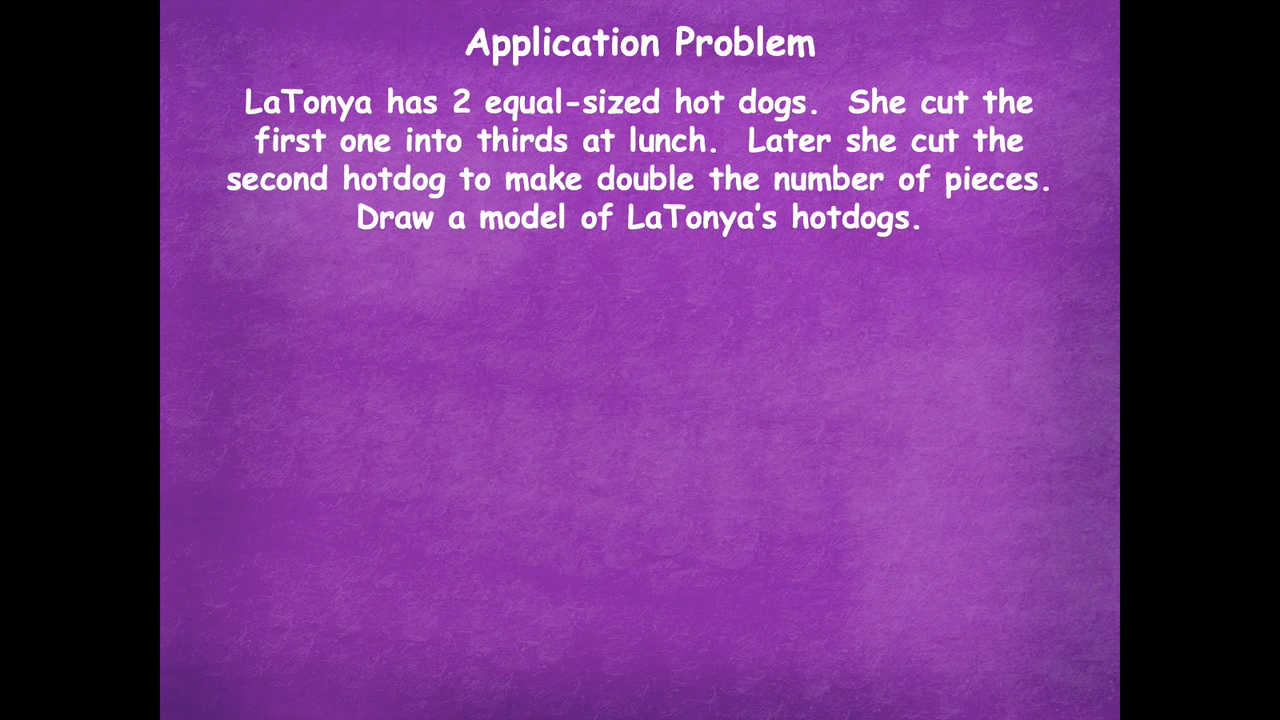 Application Problem
LaTonya has 2 equal-sized hot dogs.  She cut the
first one into thirds at lunch.  Later she cut the
second hotdog to make double the number of pieces.
Draw a model of LaTonya's hotdogs.